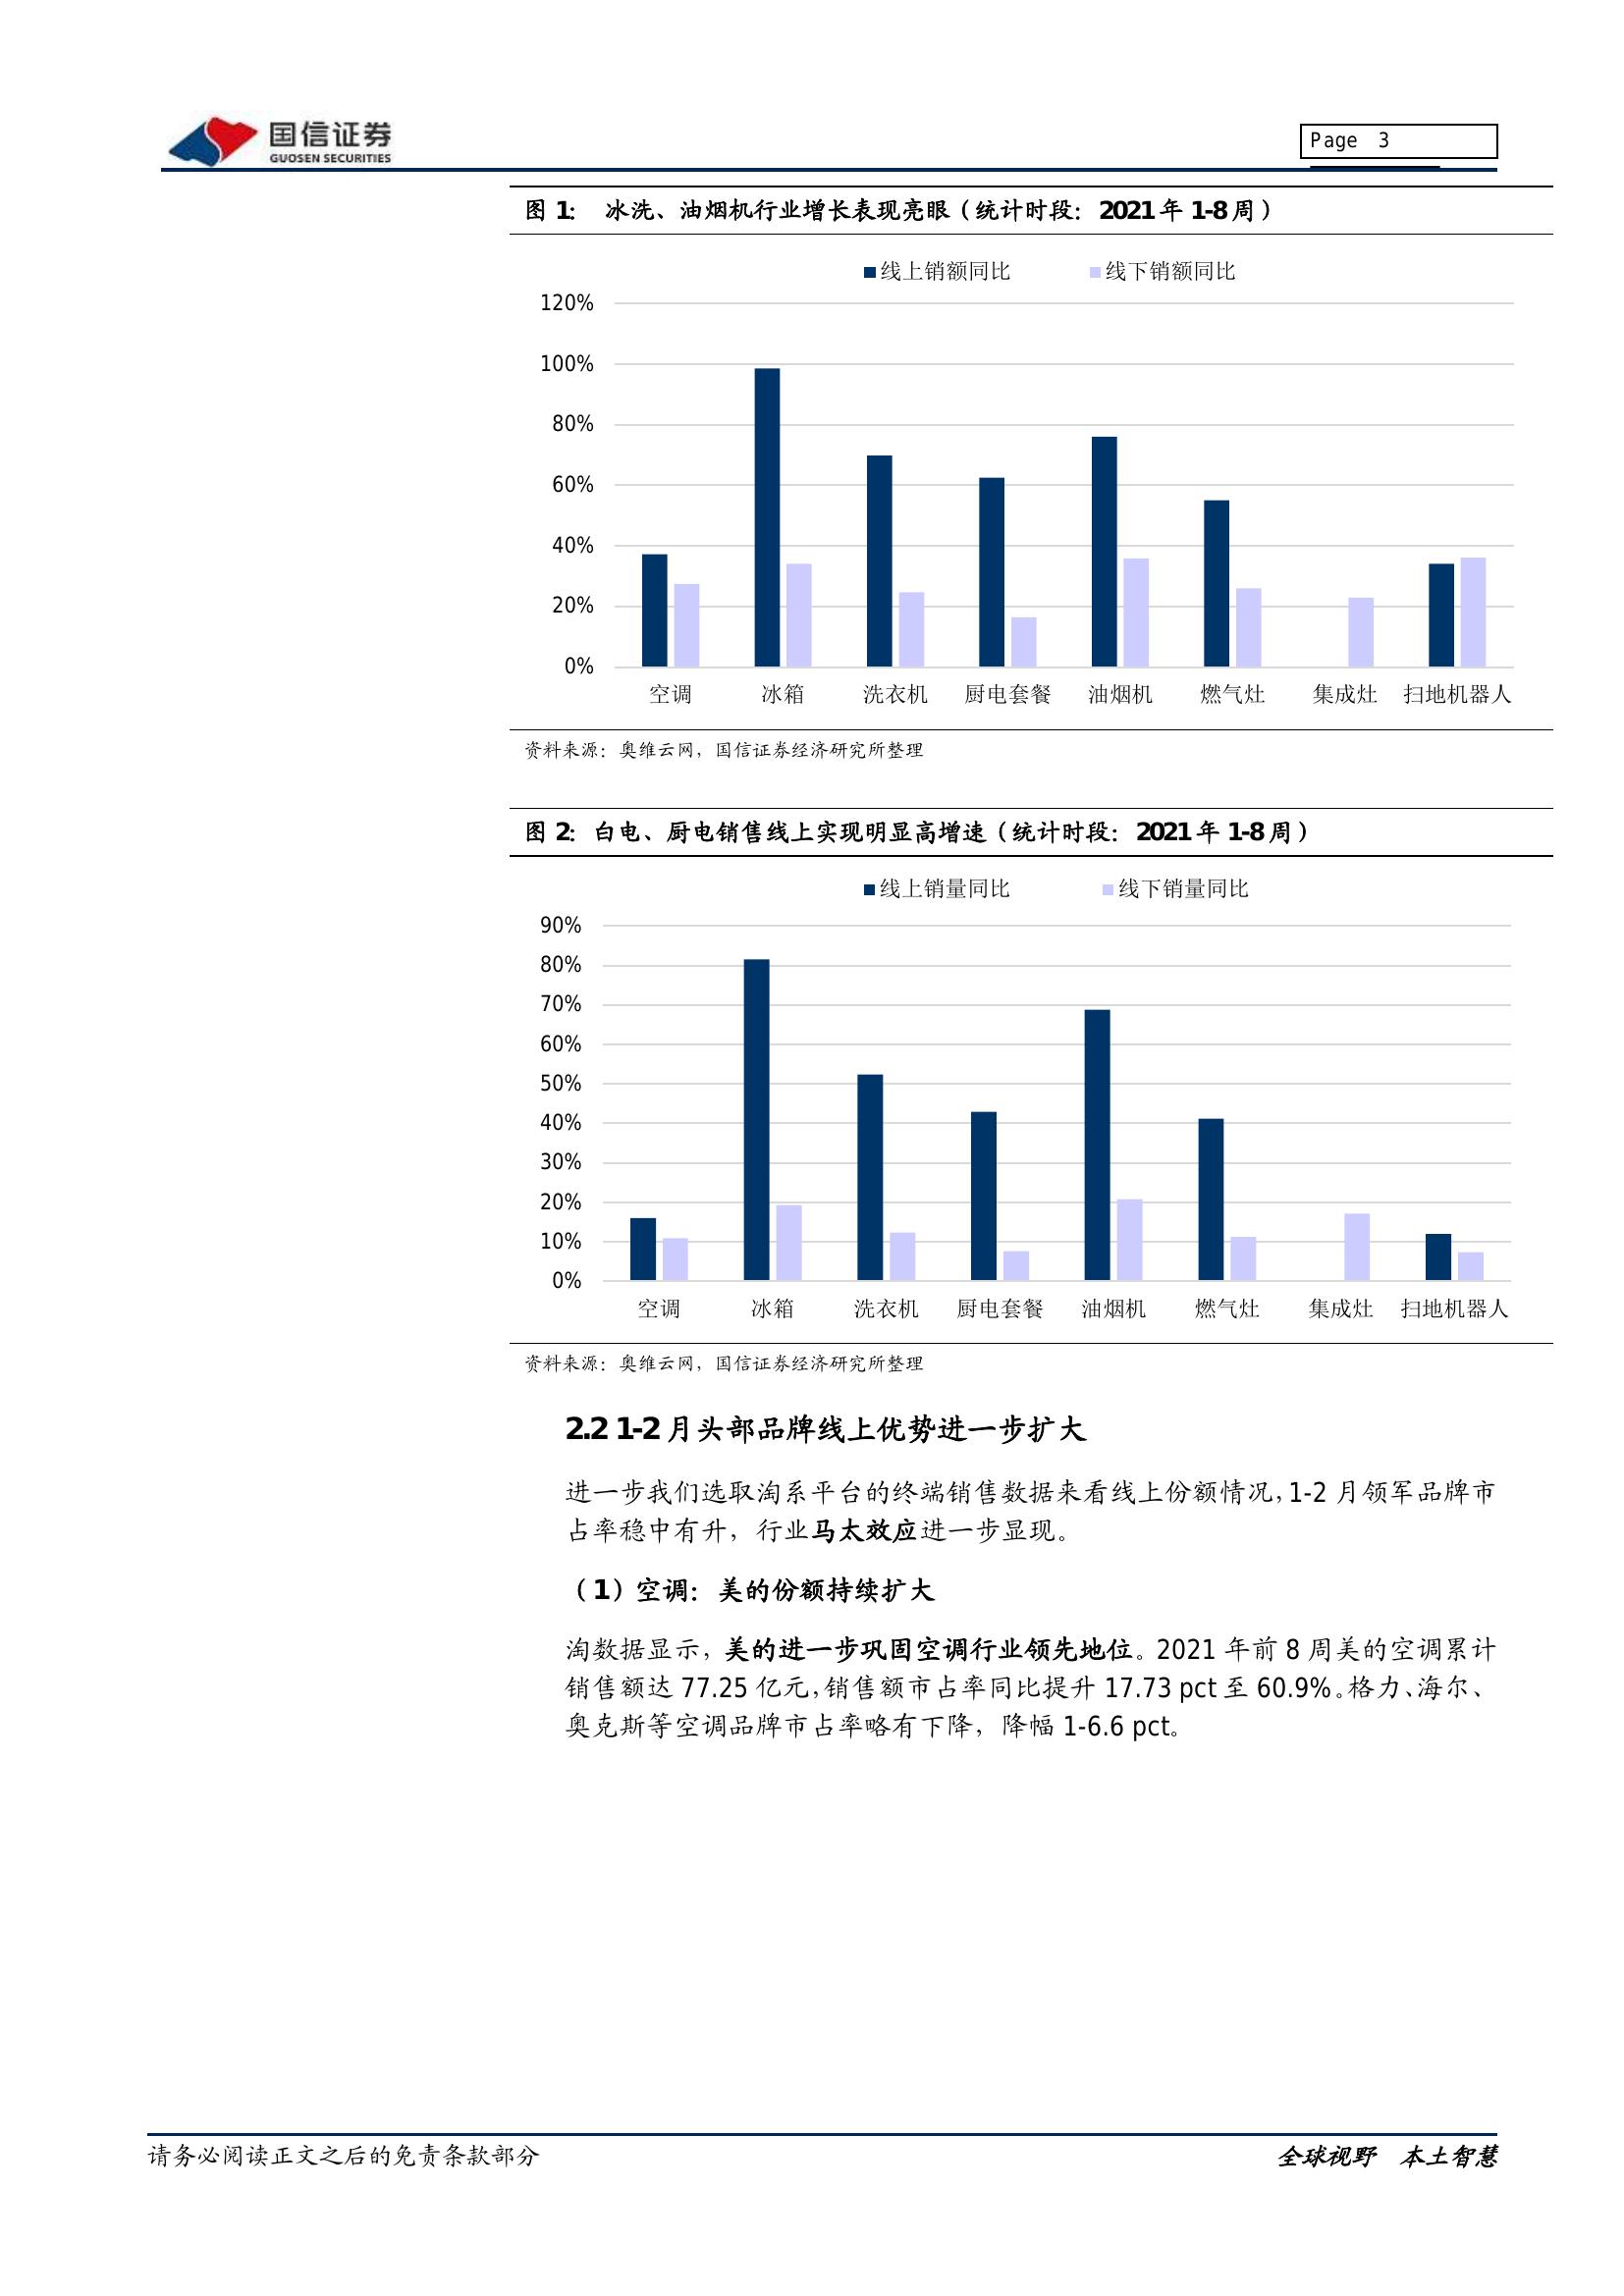 国信证券
GUOSEN SECURITIES
Page 3
图 1： 冰洗、油烟机行业增长表现亮眼（统计时段：2021 年 1-8 周）
线上销额同比 线下销额同比
120%
100%
80%
60%
40%
20%
0%
空调 冰箱 洗衣机 厨电套餐 油烟机 燃气灶 集成灶 扫地机器人
资料来源：奥维云网，国信证券经济研究所整理
图 2：白电、厨电销售线上实现明显高增速（统计时段：2021 年 1-8 周）
线上销量同比 线下销量同比
90%
80%
70%
60%
50%
40%
30%
20%
10%
0%
空调 冰箱 洗衣机 厨电套餐 油烟机 燃气灶 集成灶 扫地机器人
资料来源：奥维云网，国信证券经济研究所整理
2.2 1-2 月头部品牌线上优势进一步扩大
进一步我们选取淘系平台的终端销售数据来看线上份额情况，1-2 月领军品牌市
占率稳中有升，行业马太效应进一步显现。
（1）空调：美的份额持续扩大
淘数据显示，美的进一步巩固空调行业领先地位。2021 年前 8 周美的空调累计
销售额达 77.25 亿元，销售额市占率同比提升 17.73 pct 至 60.9%。格力、海尔、
奥克斯等空调品牌市占率略有下降，降幅 1-6.6 pct。
请务必阅读正文之后的免责条款部分
全球视野 本土智慧